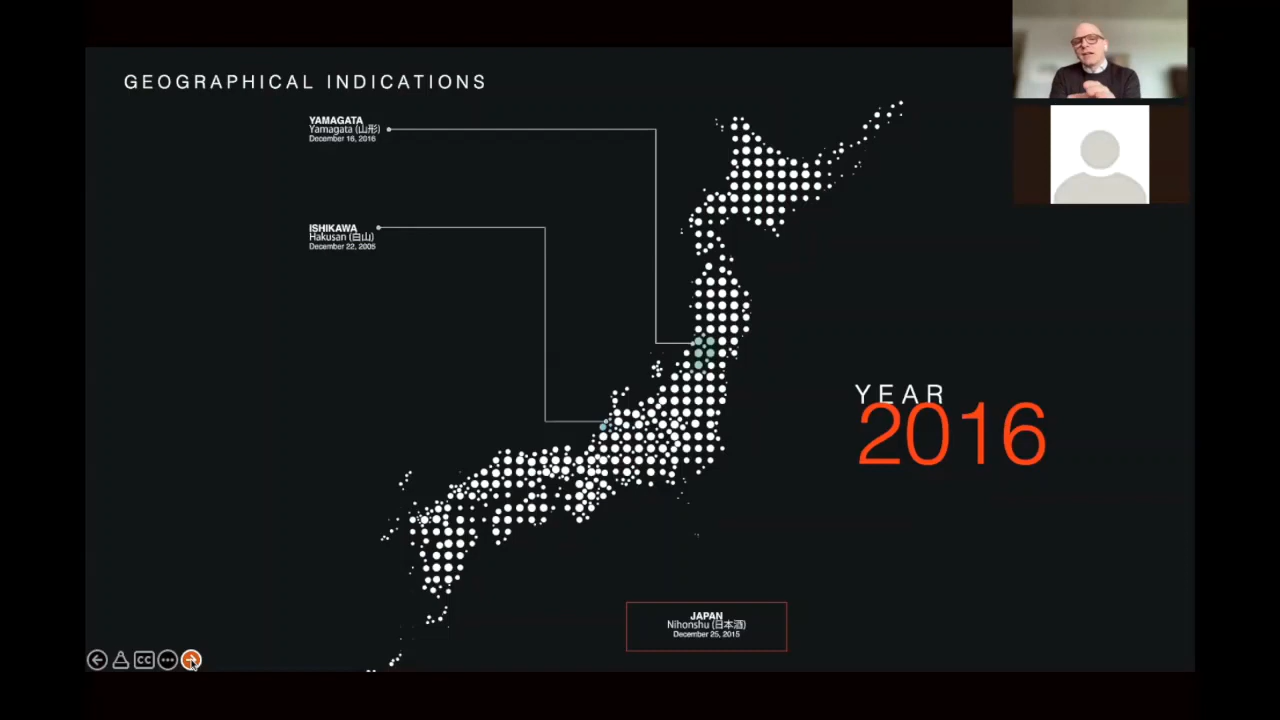 GEOGRAPHICAL INDICATIONS
YAMAGATA
Yamagata (山形)
December 16, 2016
ISHIKAWA
Hakusan (白山)
December 22, 2005
YEAR
2016
JAPAN
Nihonshu (日本酒)
December 25, 2015
CC